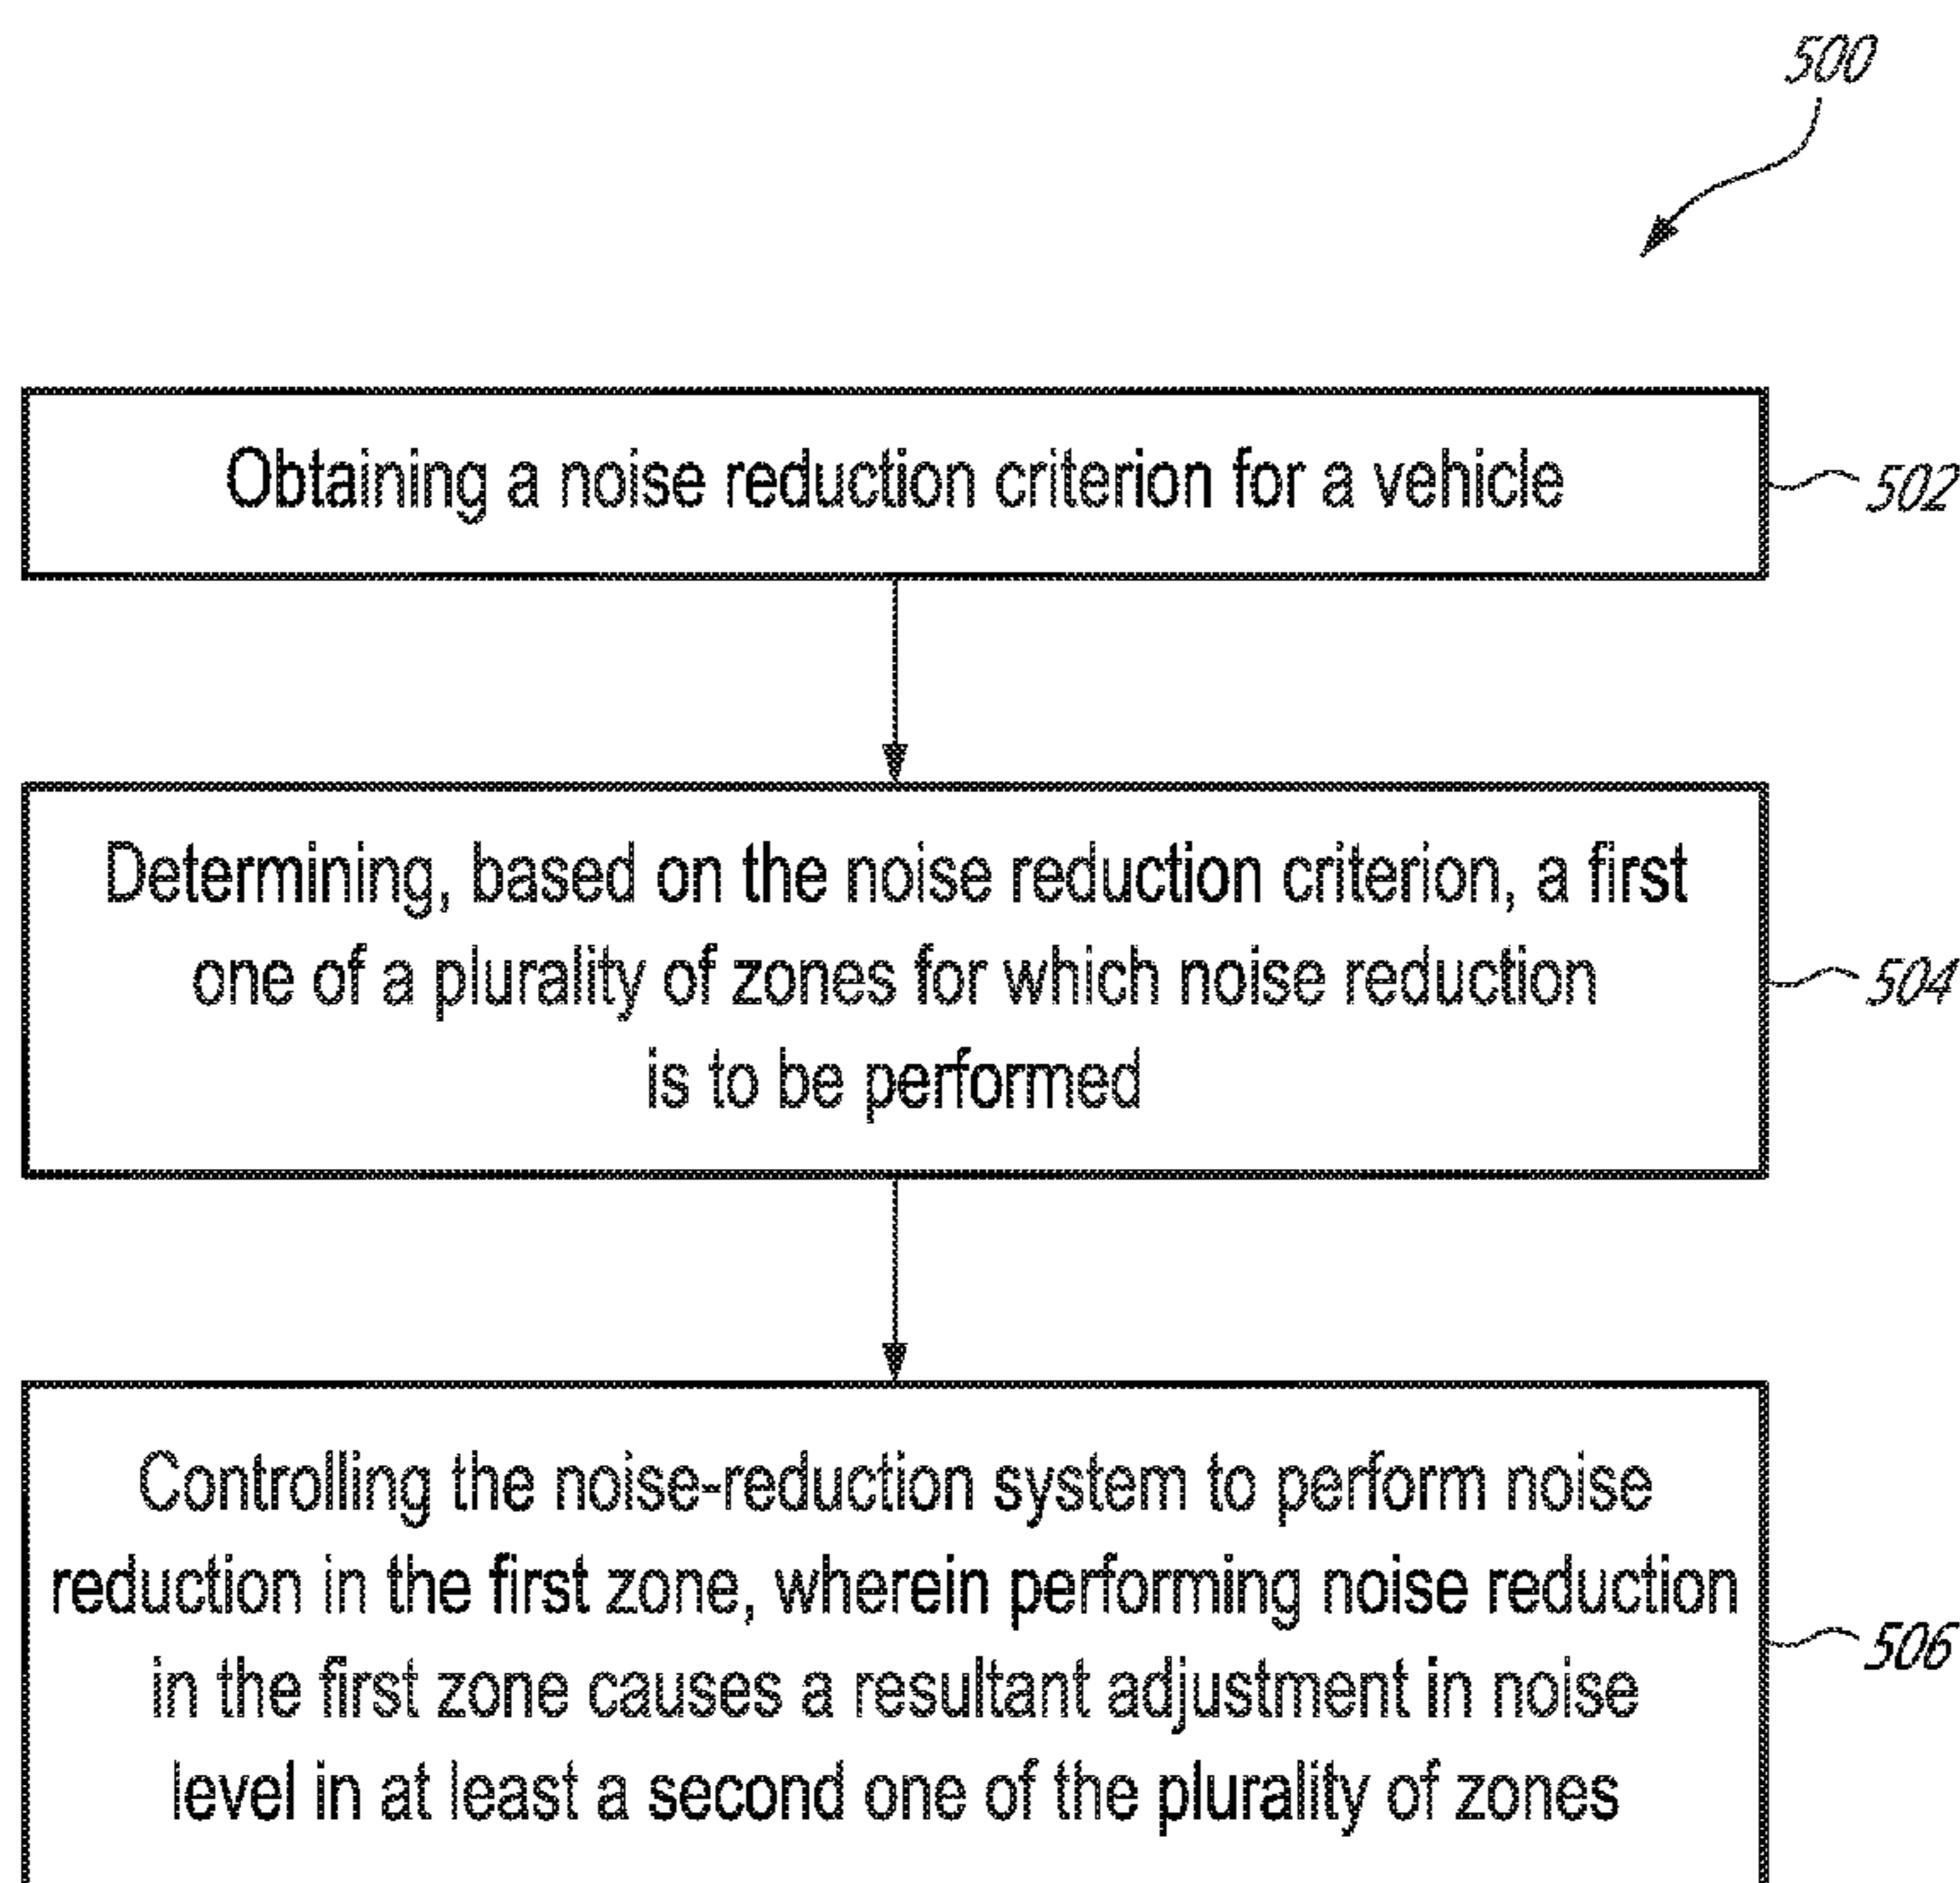 500
Obtaining a noise reduction criterion for a vehicle
502
Determining, based on the noise reduction criterion, a first
one of a plurality of zones for which noise reduction
is to be performed
504
Controlling the noise-reduction system to perform noise
reduction in the first zone, wherein performing noise reduction
in the first zone causes a resultant adjustment in noise
level in at least a second one of the plurality of zones
506